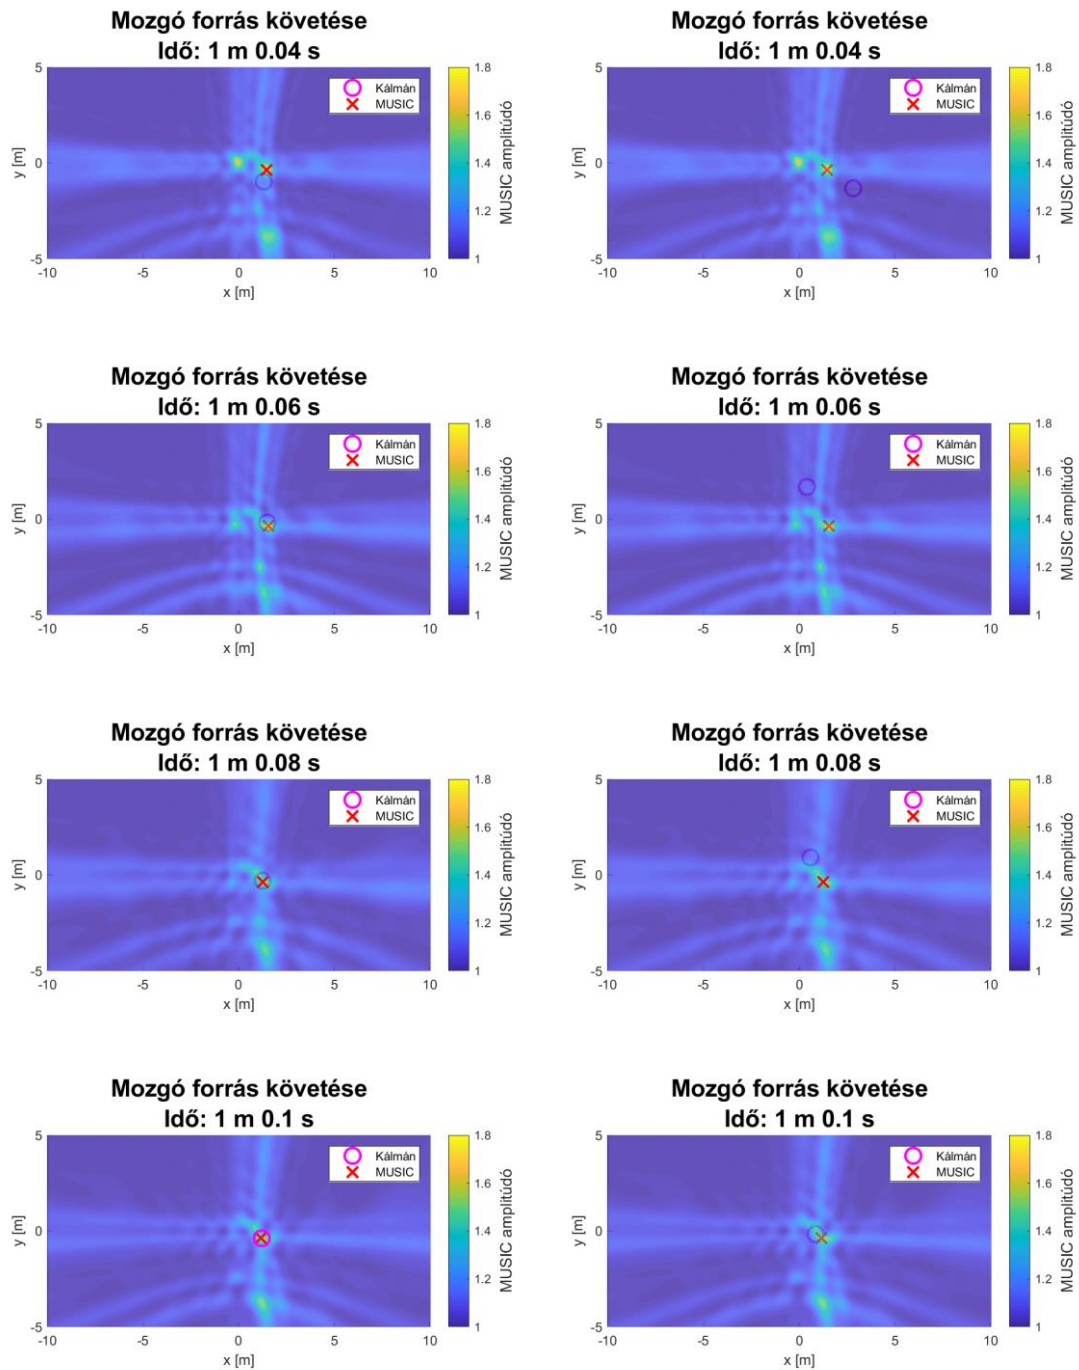 Mozgó forrás követése
Idő: 1 m 0.04 s
5
0
-5
y [m]
-10
-5
0
5
10
x [m]
Kálmán
MUSIC
1.8
1.6
1.4
1.2
1
MUSIC amplitúdó
Mozgó forrás követése
Idő: 1 m 0.04 s
5
0
-5
y [m]
-10
-5
0
5
10
x [m]
Kálmán
MUSIC
1.8
1.6
1.4
1.2
1
MUSIC amplitúdó
Mozgó forrás követése
Idő: 1 m 0.06 s
5
0
-5
y [m]
-10
-5
0
5
10
x [m]
Kálmán
MUSIC
1.8
1.6
1.4
1.2
1
MUSIC amplitúdó
Mozgó forrás követése
Idő: 1 m 0.06 s
5
0
-5
y [m]
-10
-5
0
5
10
x [m]
Kálmán
MUSIC
1.8
1.6
1.4
1.2
1
MUSIC amplitúdó
Mozgó forrás követése
Idő: 1 m 0.08 s
5
0
-5
y [m]
-10
-5
0
5
10
x [m]
Kálmán
MUSIC
1.8
1.6
1.4
1.2
1
MUSIC amplitúdó
Mozgó forrás követése
Idő: 1 m 0.08 s
5
0
-5
y [m]
-10
-5
0
5
10
x [m]
Kálmán
MUSIC
1.8
1.6
1.4
1.2
1
MUSIC amplitúdó
Mozgó forrás követése
Idő: 1 m 0.1 s
5
0
-5
y [m]
-10
-5
0
5
10
x [m]
Kálmán
MUSIC
1.8
1.6
1.4
1.2
1
MUSIC amplitúdó
Mozgó forrás követése
Idő: 1 m 0.1 s
5
0
-5
y [m]
-10
-5
0
5
10
x [m]
Kálmán
MUSIC
1.8
1.6
1.4
1.2
1
MUSIC amplitúdó